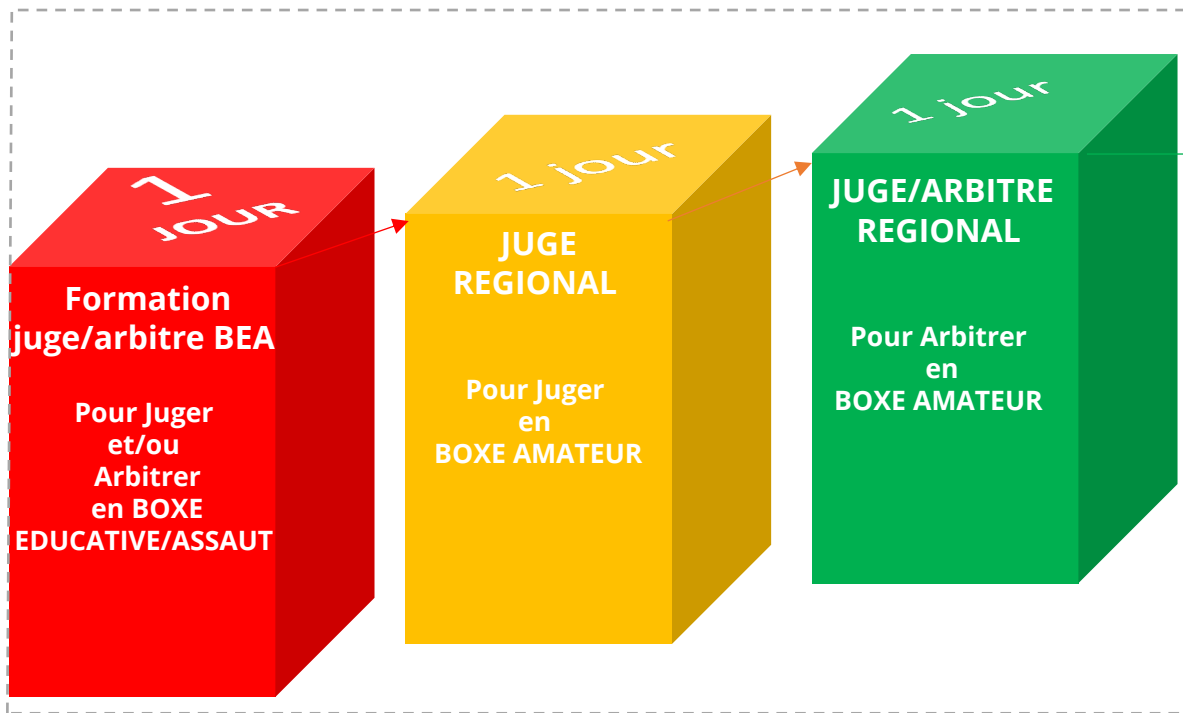 1
JOUR
Formation
juge/arbitre BEA
Pour Juger
et/ou
Arbitrer
en BOXE
EDUCATIVE/ASSAUT
1 jour
JUGE
REGIONAL
Pour Juger
en
BOXE AMATEUR
1 jour
JUGE/ARBITRE
REGIONAL
Pour Arbitrer
en
BOXE AMATEUR